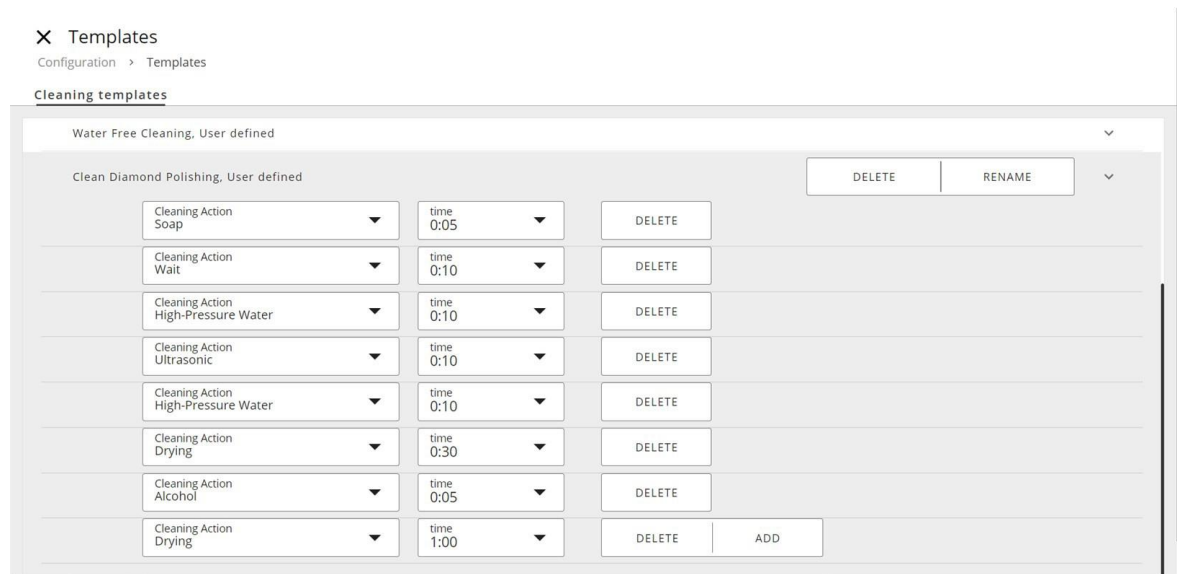 Templates
Configuration > Templates
Cleaning templates
Water Free Cleaning, User defined
Clean Diamond Polishing, User defined DELETE RENAME
Cleaning Action time
Soap 0:05 DELETE
Cleaning Action time
Wait 0:10 DELETE
Cleaning Action time
High-Pressure Water 0:10 DELETE
Cleaning Action time
Ultrasonic 0:10 DELETE
Cleaning Action time
High-Pressure Water 0:10 DELETE
Cleaning Action time
Drying 0:30 DELETE
Cleaning Action time
Alcohol 0:05 DELETE
Cleaning Action time
Drying 1:00 DELETE ADD